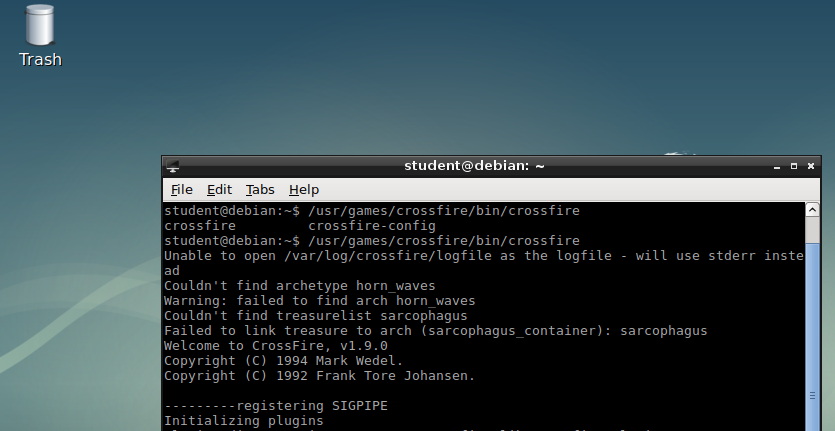 Trash
student@debian: ~
File Edit Tabs Help
student@debian:~$ /usr/games/crossfire/bin/crossfire
crossfire         crossfire-config
student@debian:~$ /usr/games/crossfire/bin/crossfire
Unable to open /var/log/crossfire/logfile as the logfile - will use stderr inste
ad
Couldn't find archetype horn_waves
Warning: failed to find arch horn_waves
Couldn't find treasurelist sarcophagus
Failed to link treasure to arch (sarcophagus_container): sarcophagus
Welcome to CrossFire, v1.9.0
Copyright (C) 1994 Mark Wedel.
Copyright (C) 1992 Frank Tore Johansen.
---------registering SIGPIPE
Initializing plugins